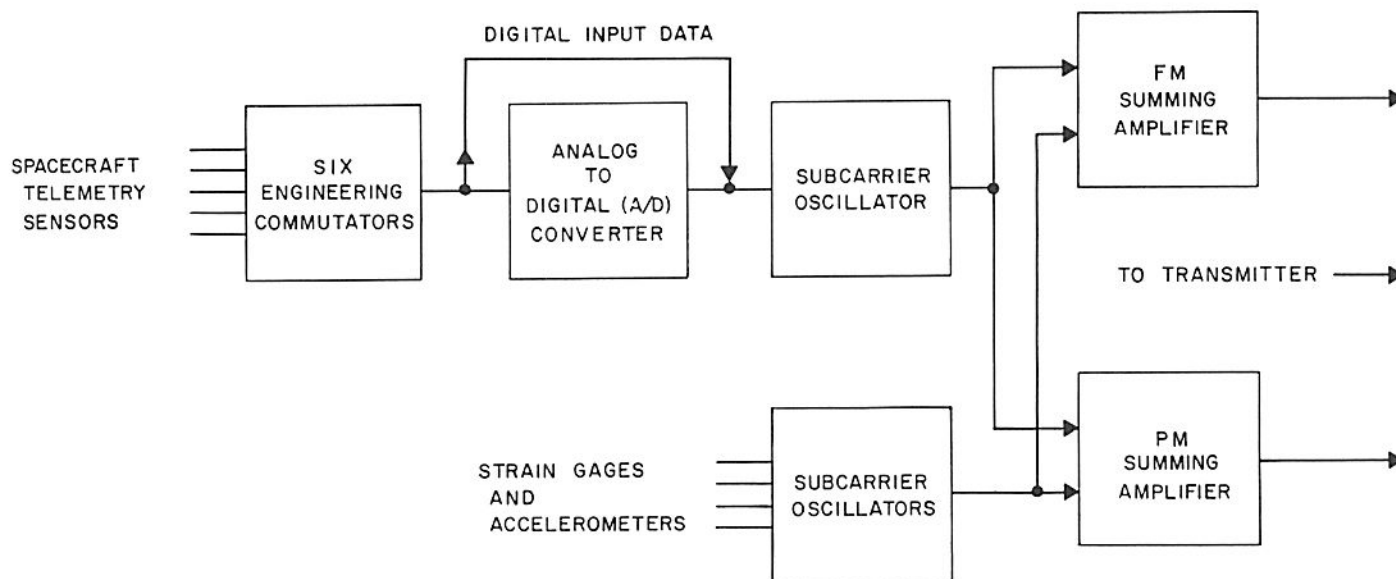 DIGITAL INPUT DATA
SPACECRAFT
TELEMETRY
SENSORS
SIX
ENGINEERING
COMMUTATORS
ANALOG
TO
DIGITAL (A/D)
CONVERTER
SUBCARRIER
OSCILLATOR
FM
SUMMING
AMPLIFIER
TO TRANSMITTER
STRAIN GAGES
AND
ACCELEROMETERS
SUBCARRIER
OSCILLATORS
PM
SUMMING
AMPLIFIER